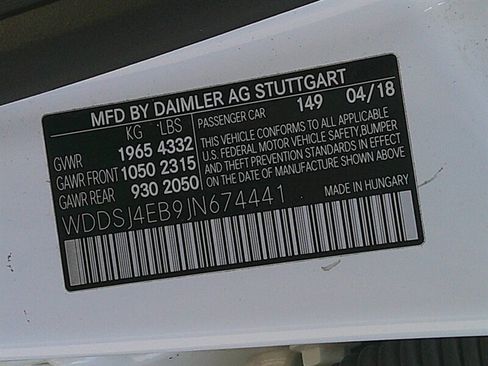 MFD BY DAIMLER AG STUTTGART
KG LBS
GVWR 1965 4332
GAWR FRONT 1050 2315
GAWR REAR 930 2050
PASSENGER CAR 149 04/18
THIS VEHICLE CONFORMS TO ALL APPLICABLE
U.S. FEDERAL MOTOR VEHICLE SAFETY, BUMPER
AND THEFT PREVENTION STANDARDS IN EFFECT
ON THE DATE OF MANUFACTURE SHOWN ABOVE
WDDSJ4EB9JN674441
MADE IN HUNGARY